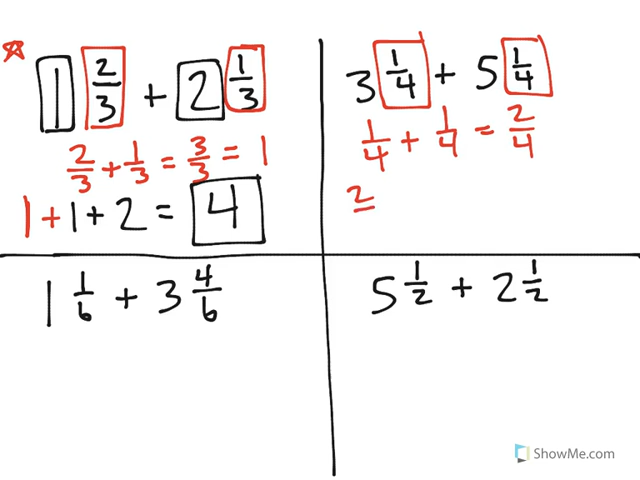 1 2/3 + 2 1/3
2/3 + 1/3 = 3/3 = 1
1 + 1 + 2 = 4
3 1/4 + 5 1/4
1/4 + 1/4 = 2/4
2
1 1/6 + 3 4/6
5 1/2 + 2 1/2
ShowMe.com